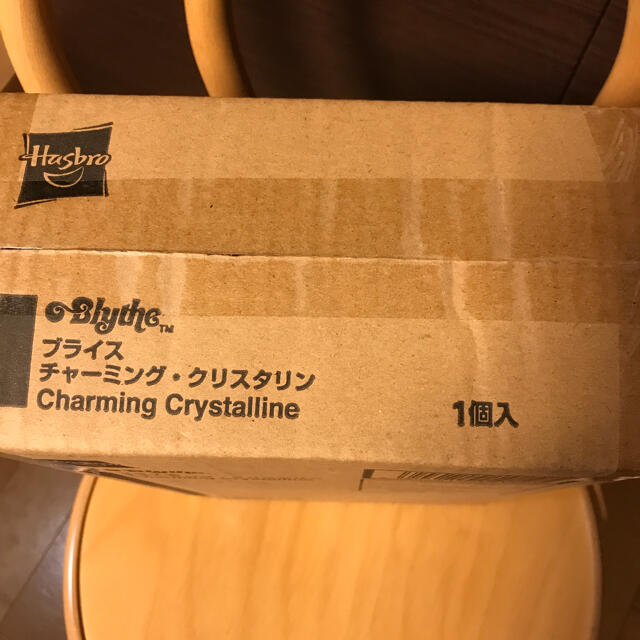 Hasbro
Blythe™
ブライス
チャーミング・クリスタリン
Charming Crystalline
1個入